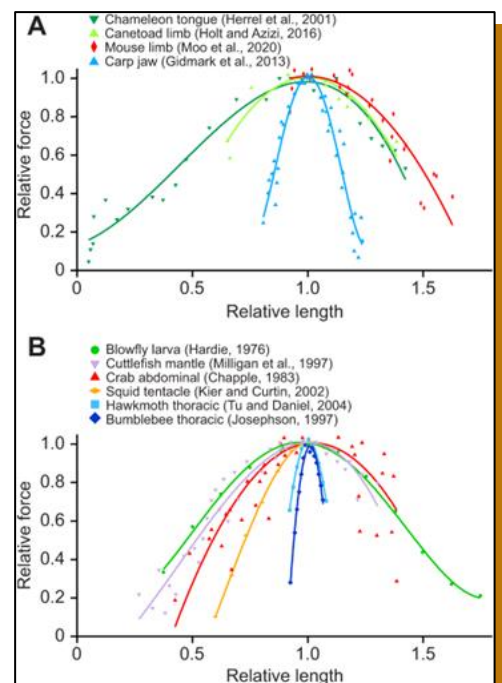 A
Chameleon tongue (Herrel et al., 2001)
Canetoad limb (Holt and Azizi, 2016)
Mouse limb (Moo et al., 2020)
Carp jaw (Gidmark et al., 2013)
1.0
0.8
0.6
0.4
0.2
0
Relative force
0 0.5 1.0 1.5
Relative length
B
Blowfly larva (Hardie, 1976)
Cuttlefish mantle (Milligan et al., 1997)
Crab abdominal (Chapple, 1983)
Squid tentacle (Kier and Curtin, 2002)
Hawkmoth thoracic (Tu and Daniel, 2004)
Bumblebee thoracic (Josephson, 1997)
1.0
0.8
0.6
0.4
0.2
0
Relative force
0 0.5 1.0 1.5
Relative length